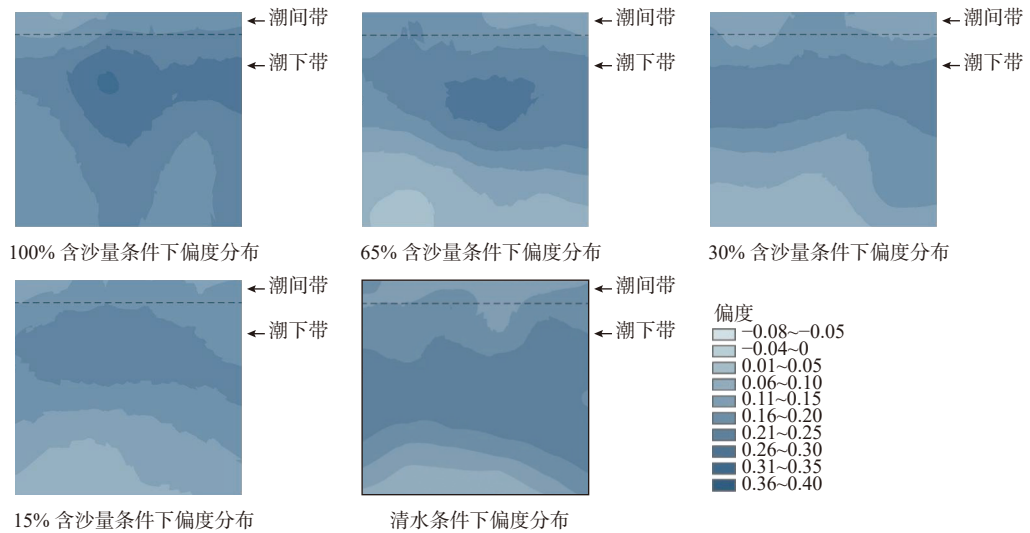 潮间带
潮下带
潮间带
潮下带
潮间带
潮下带
100% 含沙量条件下偏度分布
65% 含沙量条件下偏度分布
30% 含沙量条件下偏度分布
潮间带
潮下带
潮间带
潮下带
偏度
−0.08~−0.05
−0.04~0
0.01~0.05
0.06~0.10
0.11~0.15
0.16~0.20
0.21~0.25
0.26~0.30
0.31~0.35
0.36~0.40
15% 含沙量条件下偏度分布
清水条件下偏度分布